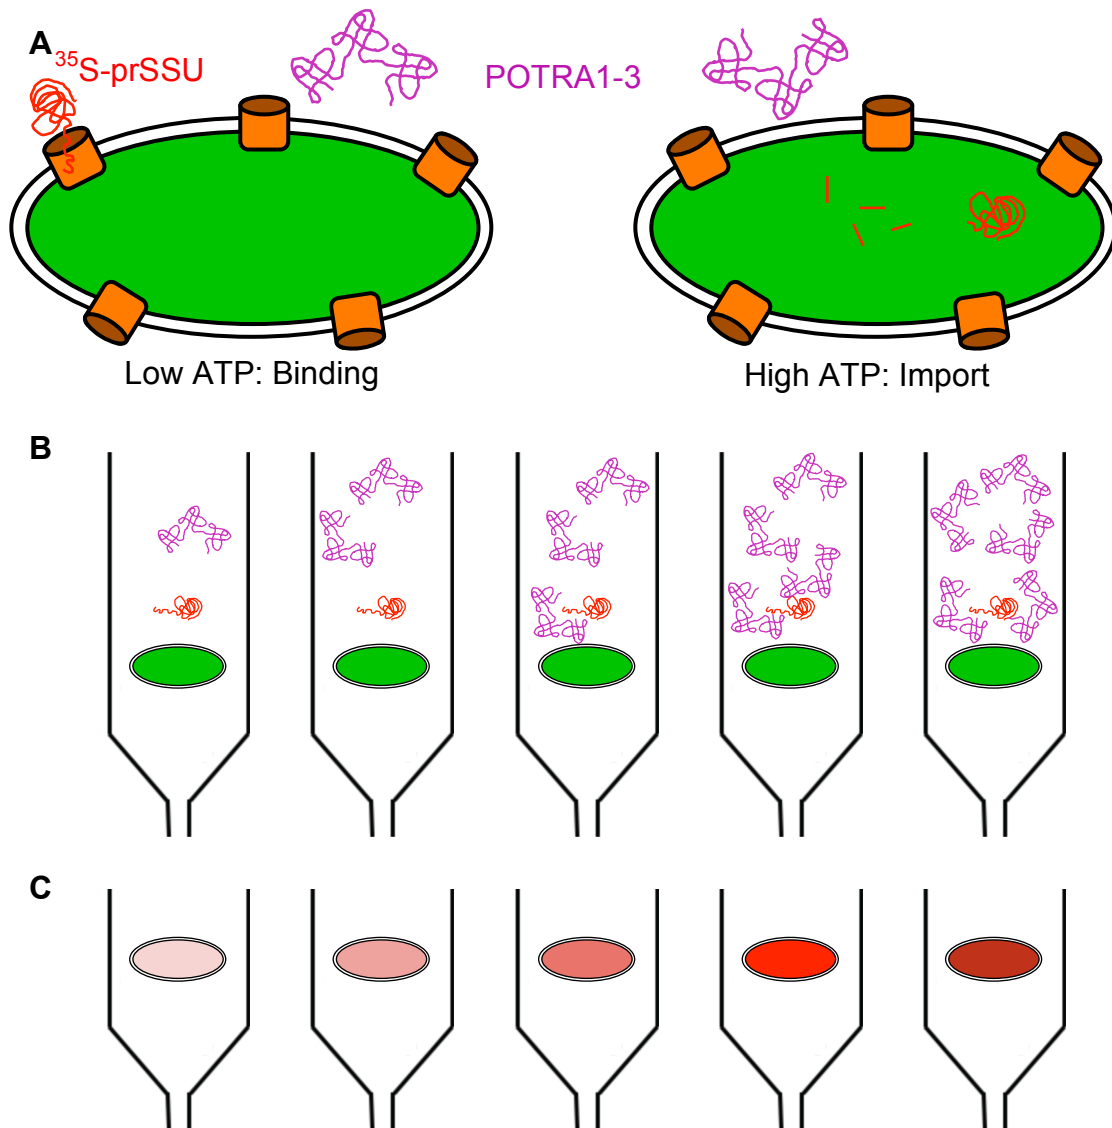 A
³⁵S-prSSU
POTRA1-3
Low ATP: Binding
High ATP: Import
B
C